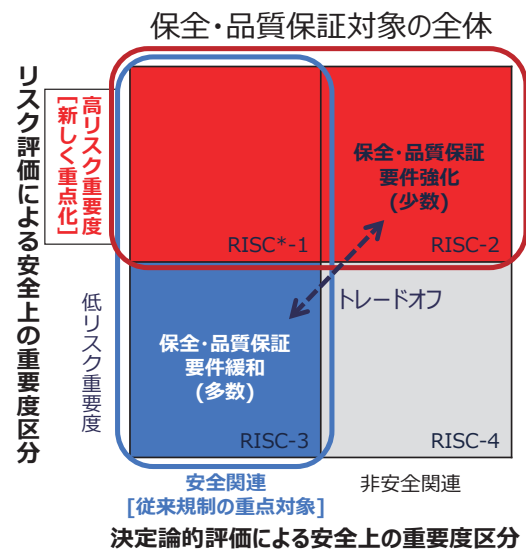 保全・品質保証対象の全体
リスク評価による安全上の重要度区分
高リスク重要度
[新しく重点化]
保全・品質保証
要件強化
(少数)
RISC*-1
RISC-2
低リスク重要度
トレードオフ
保全・品質保証
要件緩和
(多数)
RISC-3
RISC-4
安全関連
[従来規制の重点対象]
非安全関連
決定論的評価による安全上の重要度区分